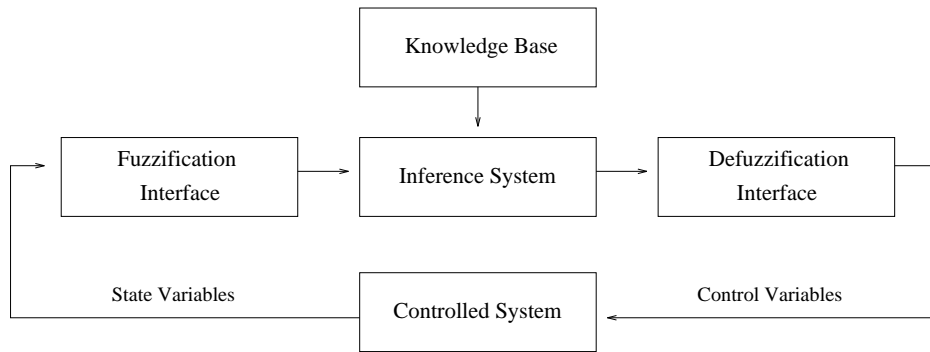 Knowledge Base
Fuzzification
Interface
Inference System
Defuzzification
Interface
State Variables
Controlled System
Control Variables